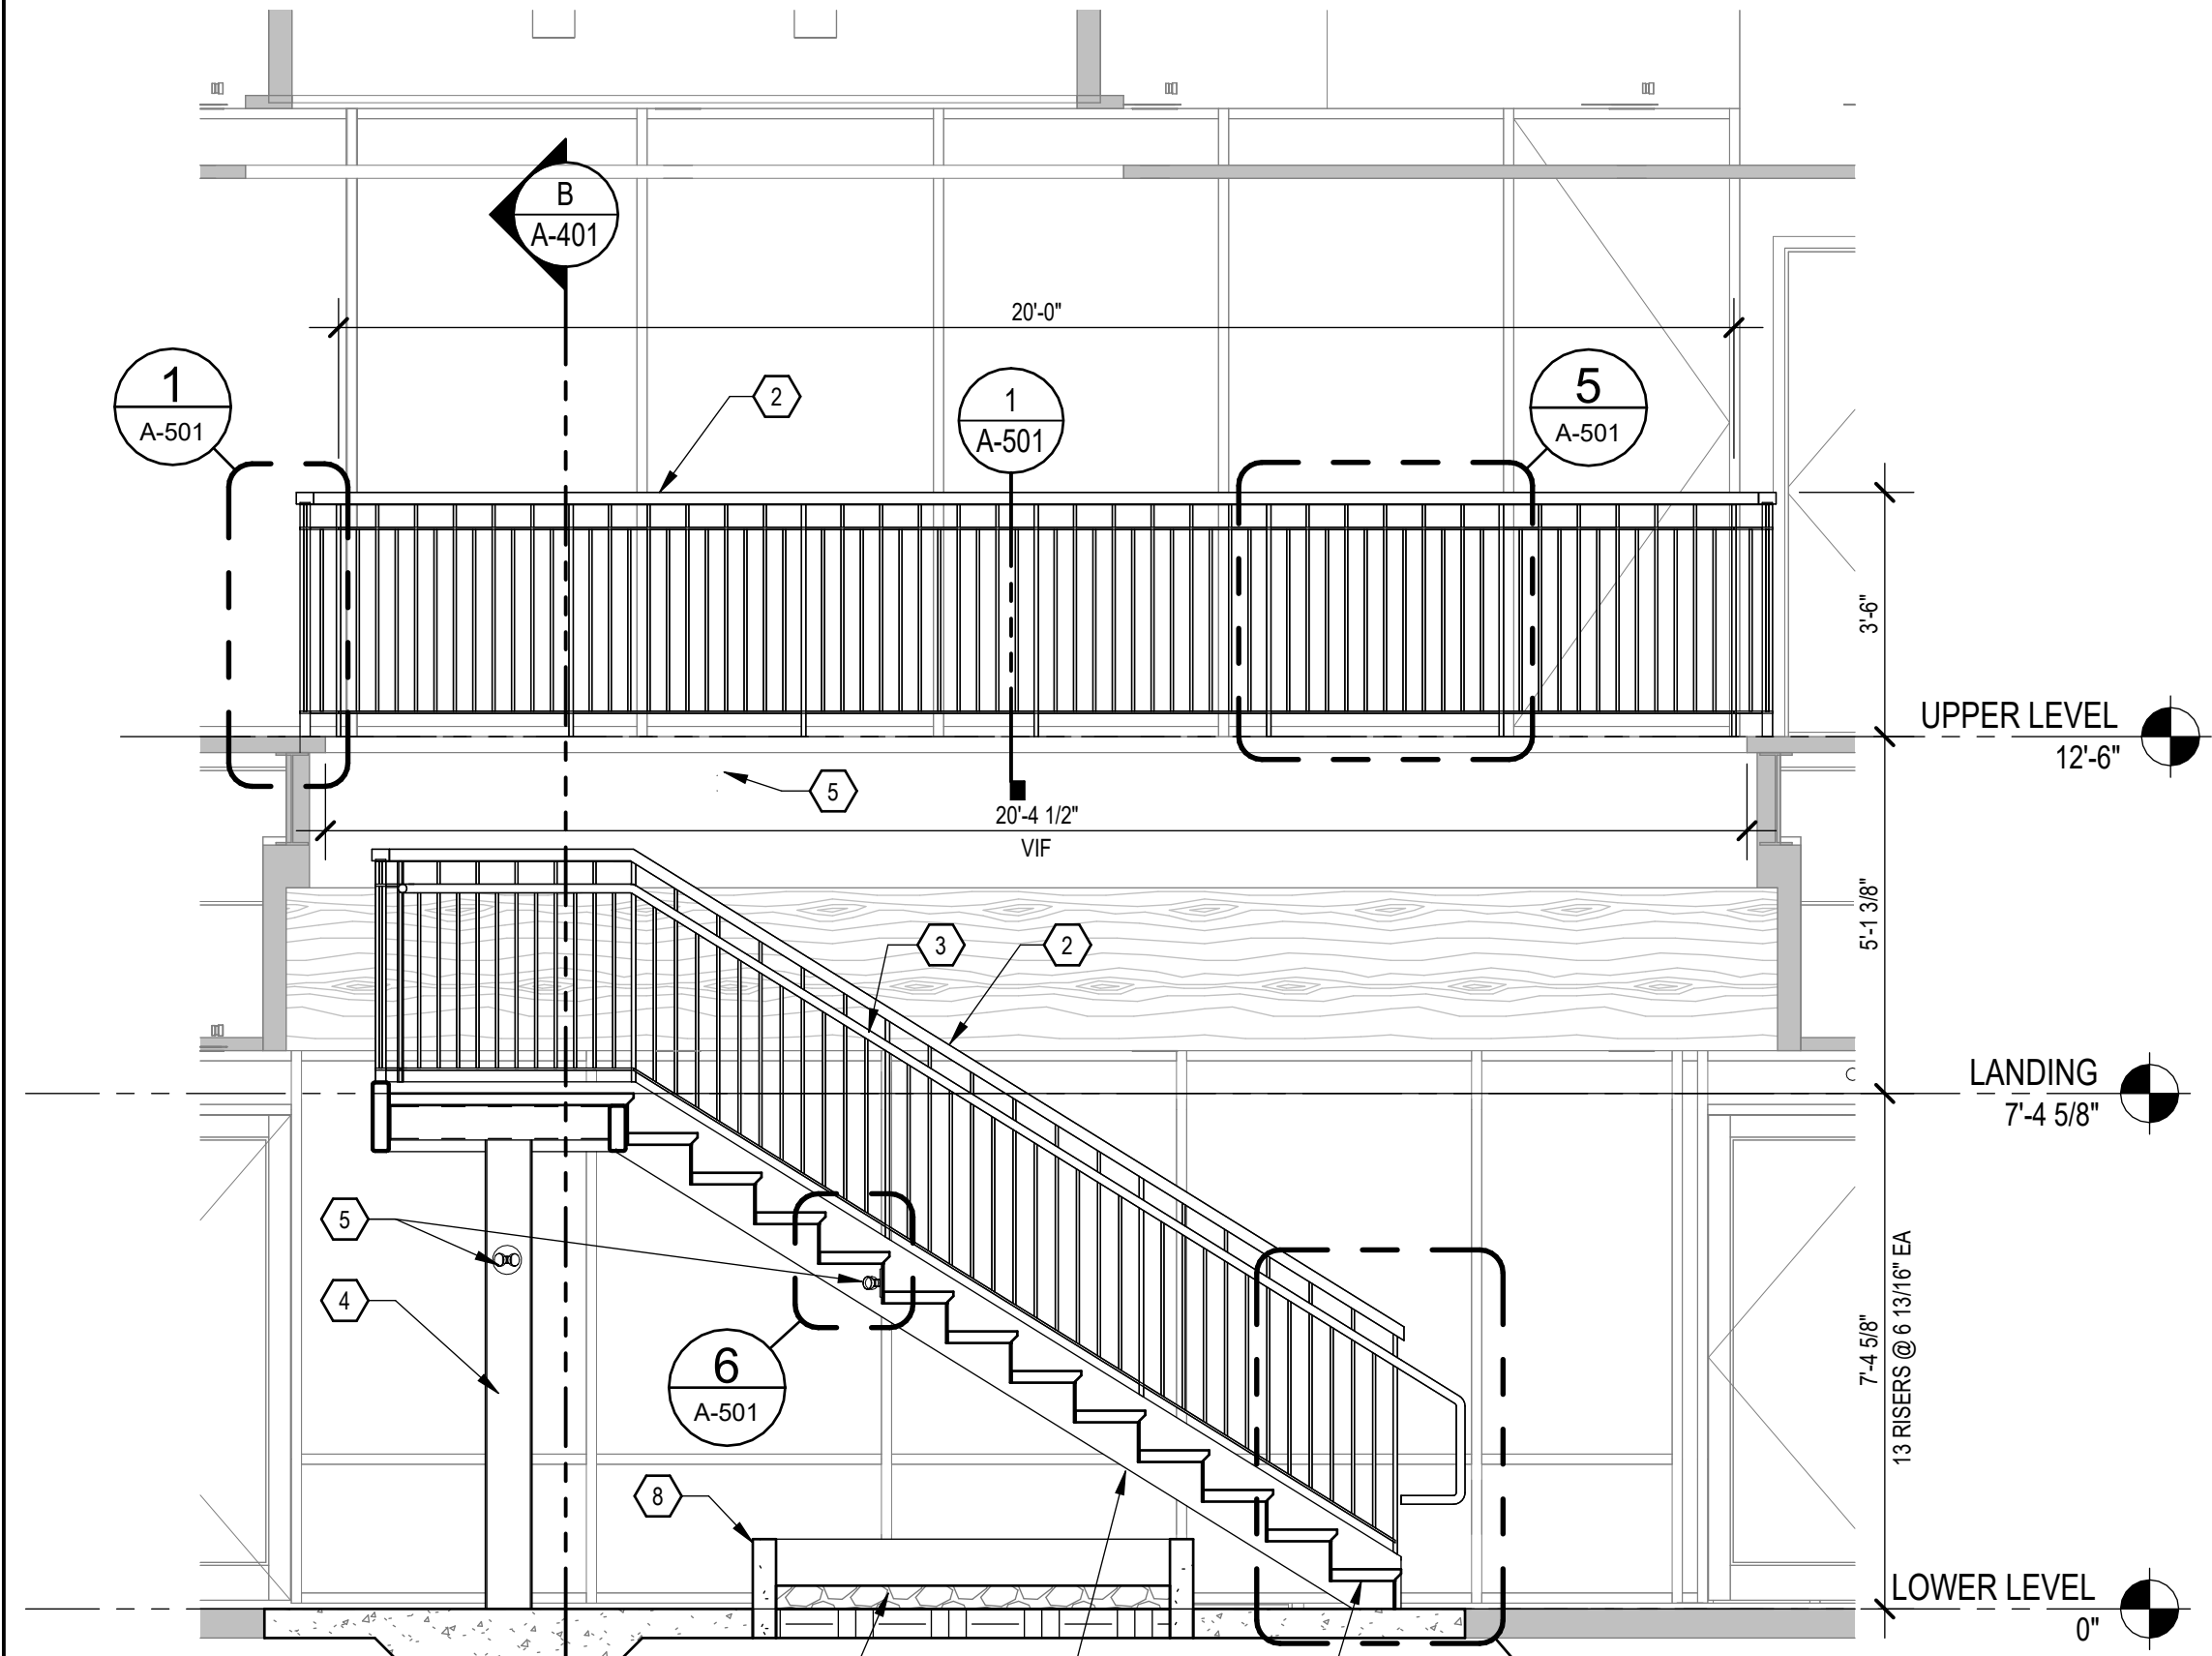 B
A-401
20'-0"
1
A-501
2
1
A-501
5
A-501
3'-6"
UPPER LEVEL
12'-6"
5
20'-4 1/2"
VIF
5'-1 3/8"
3
2
LANDING
7'-4 5/8"
5
4
6
A-501
7'-4 5/8"
13 RISERS @ 6 13/16" EA
8
LOWER LEVEL
0"